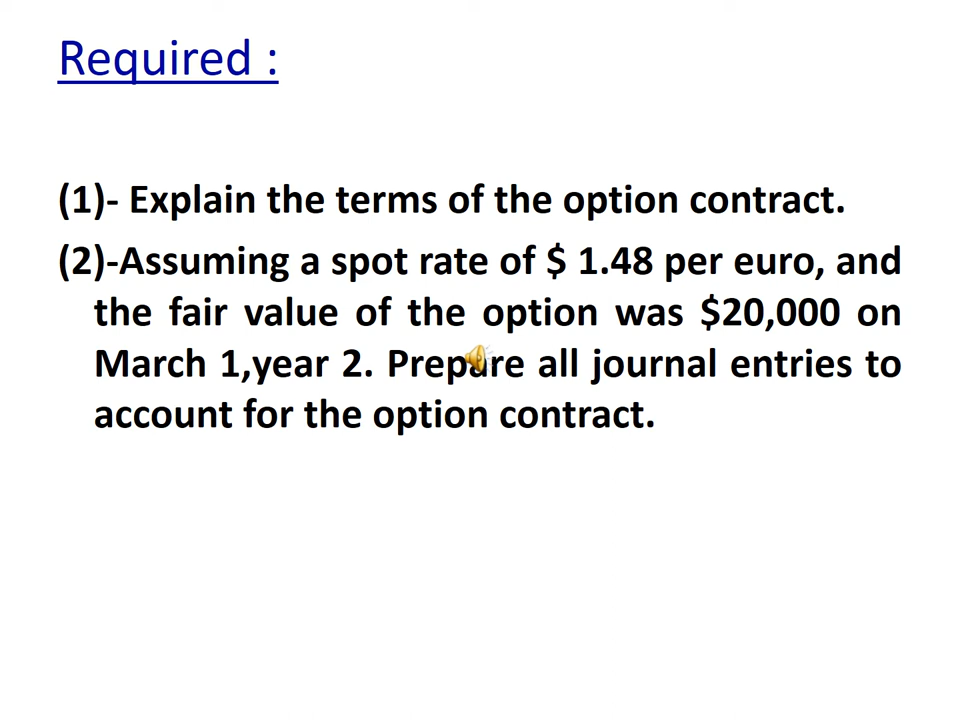 Required :
(1)- Explain the terms of the option contract.
(2)-Assuming a spot rate of $ 1.48 per euro, and
the fair value of the option was $20,000 on
March 1,year 2. Prepare all journal entries to
account for the option contract.